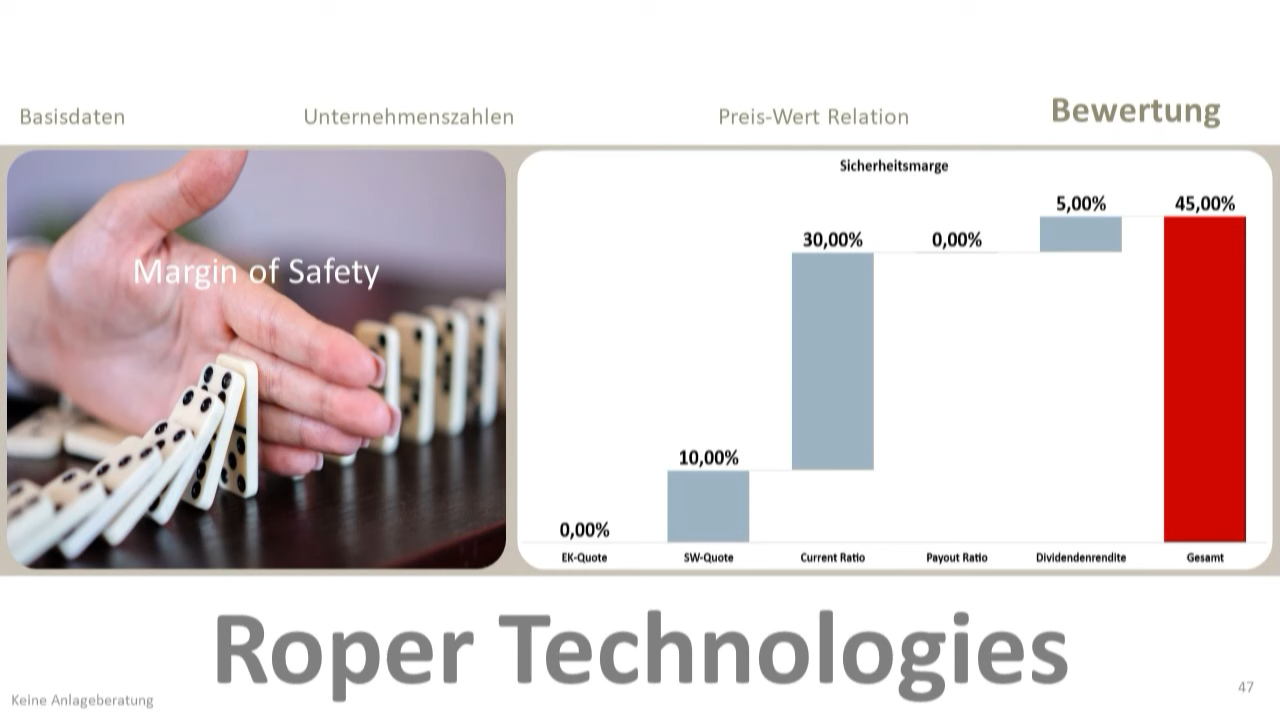 Basisdaten
Unternehmenszahlen
Preis-Wert Relation
Bewertung
Margin of Safety
Sicherheitsmarge
0,00%
10,00%
30,00%
0,00%
5,00%
45,00%
EK-Quote
SW-Quote
Current Ratio
Payout Ratio
Dividendenrendite
Gesamt
Roper Technologies
Keine Anlageberatung
47